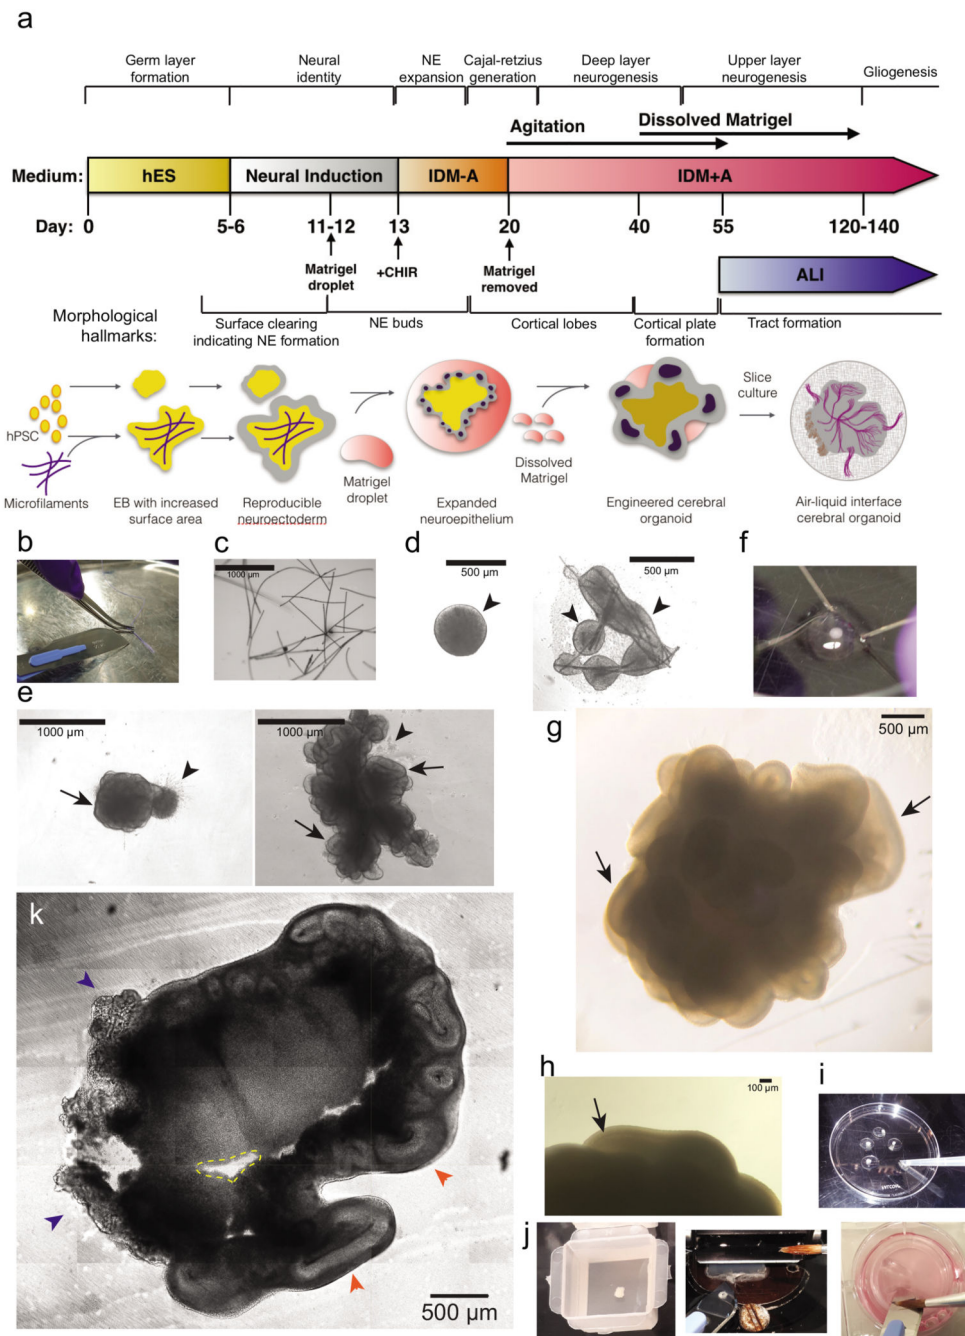 a
Germ layer
formation
Neural
identity
NE
expansion
Cajal-retzius
generation
Deep layer
neurogenesis
Upper layer
neurogenesis
Gliogenesis
Agitation
Dissolved Matrigel
Medium:
hES
Neural Induction
IDM-A
IDM+A
Day:
0
5-6
11-12
13
20
40
55
120-140
Matrigel
droplet
+CHIR
Matrigel
removed
ALI
Morphological
hallmarks:
Surface clearing
indicating NE formation
NE buds
Cortical lobes
Cortical plate
formation
Tract formation
hPSC
Microfilaments
EB with increased
surface area
Reproducible
neuroectoderm
Matrigel
droplet
Expanded
neuroepithelium
Dissolved
Matrigel
Engineered cerebral
organoid
Slice
culture
Air-liquid interface
cerebral organoid
b
c
1000 µm
d
500 µm
500 µm
f
e
1000 µm
1000 µm
g
500 µm
k
500 µm
h
100 µm
i
j